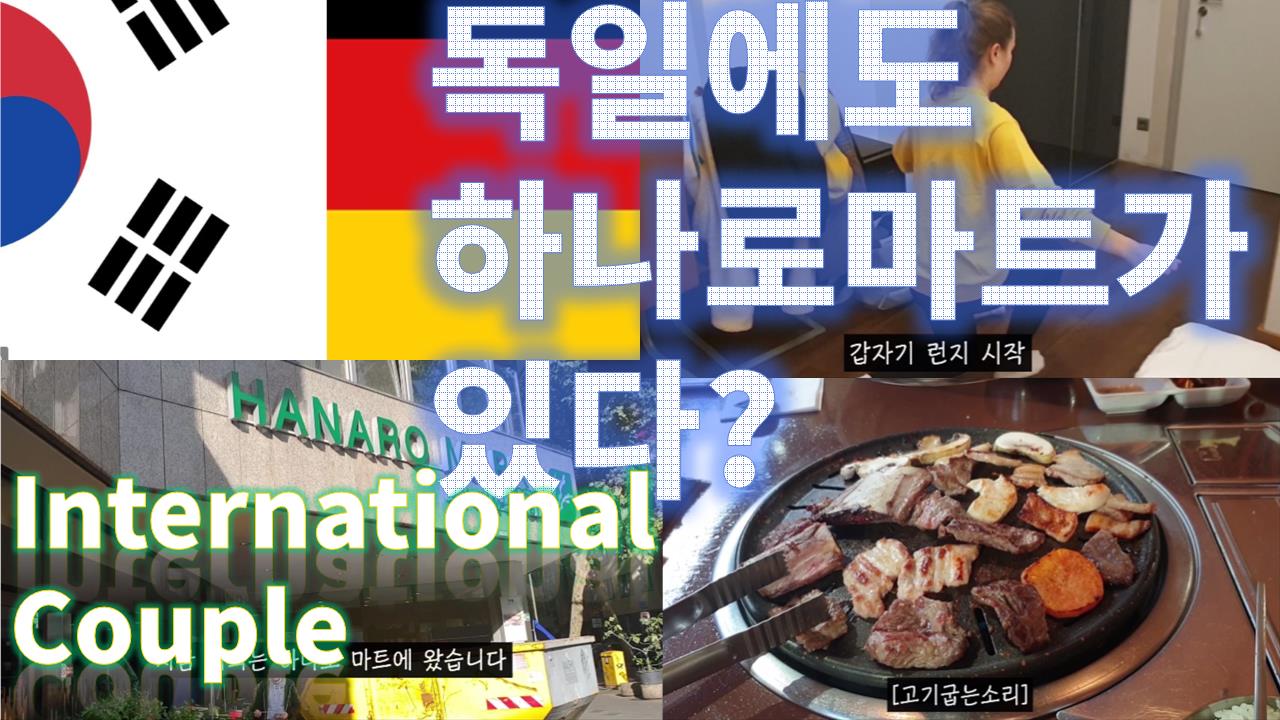 독일에도
하나로마트가
있다?
갑자기 런지 시작
HANARO
International
Couple
마트에 왔습니다
[고기굽는소리]